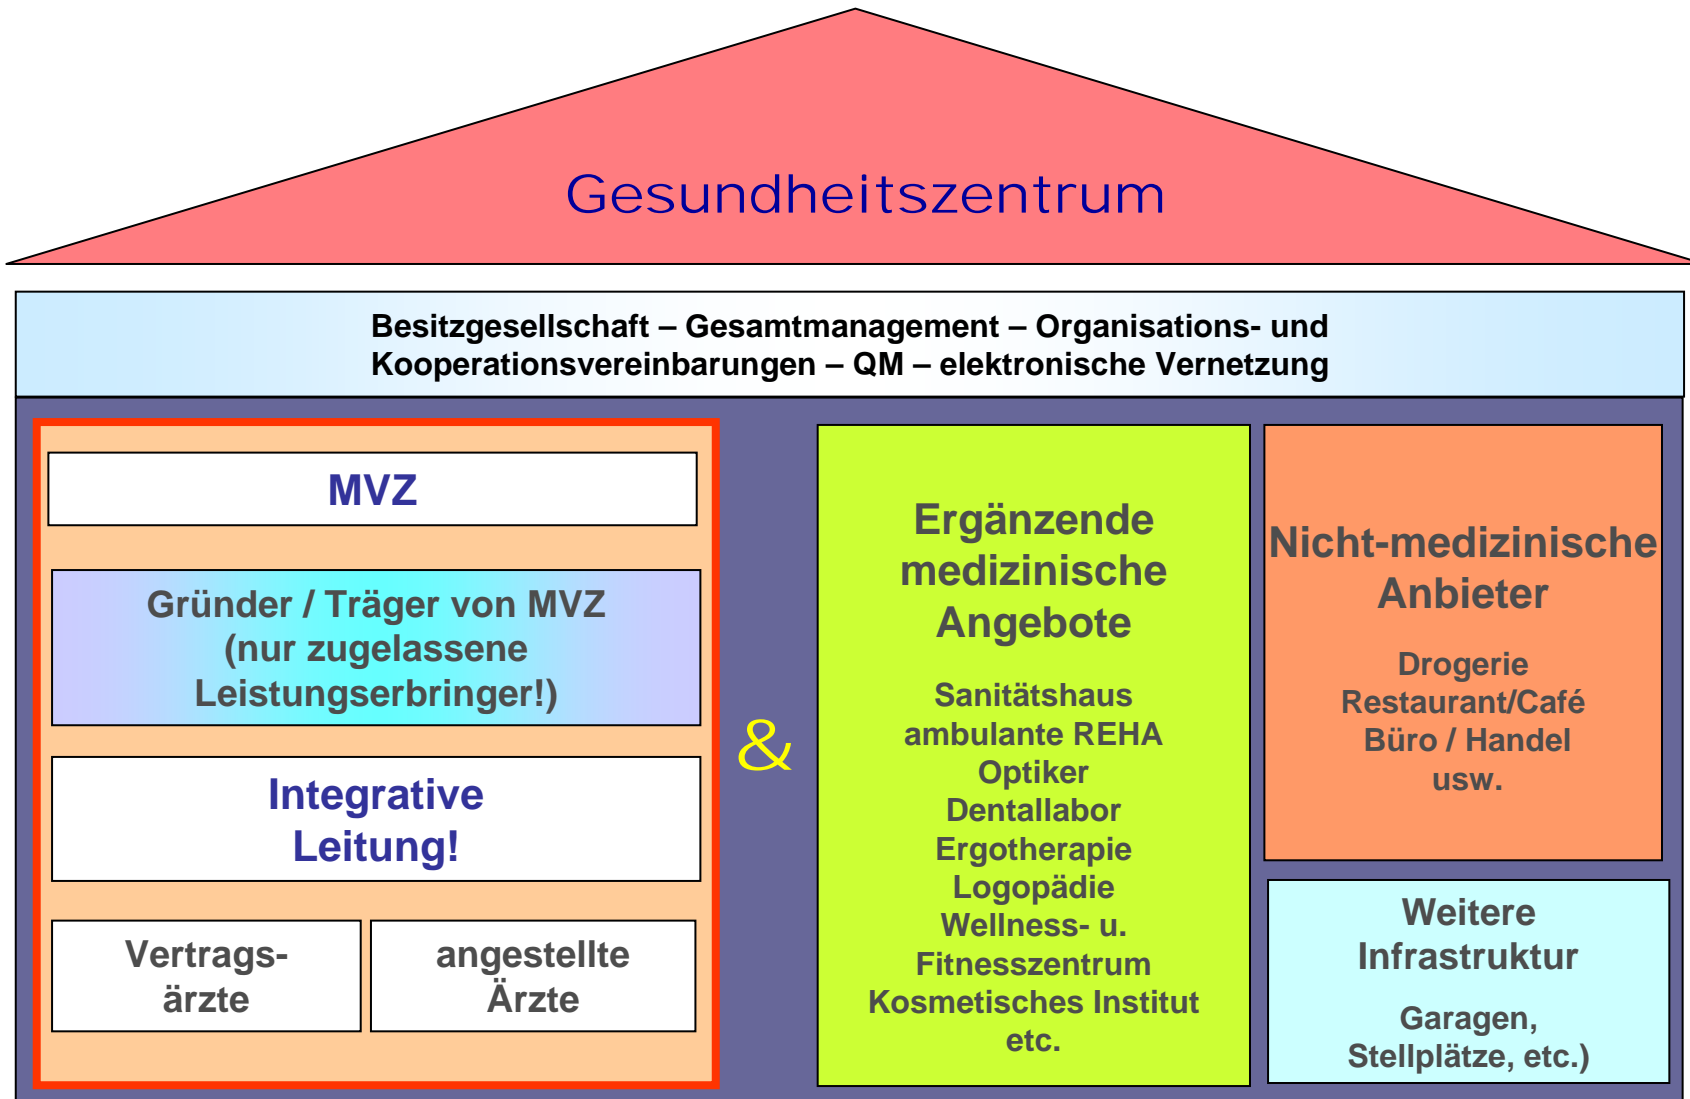 Gesundheitszentrum
Besitzgesellschaft – Gesamtmanagement – Organisations- und
Kooperationsvereinbarungen – QM – elektronische Vernetzung
MVZ
Gründer / Träger von MVZ
(nur zugelassene
Leistungserbringer!)
Integrative
Leitung!
Vertrags-
ärzte
angestellte
Ärzte
&
Ergänzende
medizinische
Angebote
Sanitätshaus
ambulante REHA
Optiker
Dentallabor
Ergotherapie
Logopädie
Wellness- u.
Fitnesszentrum
Kosmetisches Institut
etc.
Nicht-medizinische
Anbieter
Drogerie
Restaurant/Café
Büro / Handel
usw.
Weitere
Infrastruktur
Garagen,
Stellplätze, etc.)